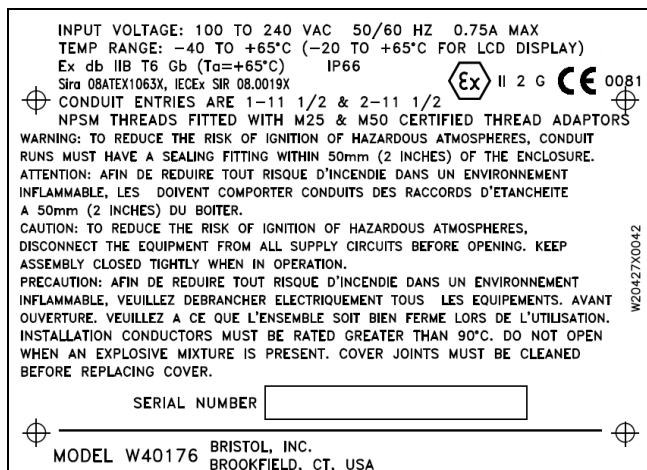 INPUT VOLTAGE: 100 TO 240 VAC 50/60 HZ 0.75A MAX
TEMP RANGE: -40 TO +65°C (-20 TO +65°C FOR LCD DISPLAY)
Ex db IIB T6 Gb (Ta=+65°C) IP66
Sira 08ATEX1063X, IECEx SIR 08.0019X
Ex II 2 G CE 0081
CONDUIT ENTRIES ARE 1-11 1/2 & 2-11 1/2
NPSM THREADS FITTED WITH M25 & M50 CERTIFIED THREAD ADAPTORS
WARNING: TO REDUCE THE RISK OF IGNITION OF HAZARDOUS ATMOSPHERES, CONDUIT
RUNS MUST HAVE A SEALING FITTING WITHIN 50mm (2 INCHES) OF THE ENCLOSURE.
ATTENTION: AFIN DE REDUIRE TOUT RISQUE D'INCENDIE DANS UN ENVIRONNEMENT
INFLAMMABLE, LES DOIVENT COMPORTER CONDUITS DES RACCORDS D'ETANCHEITE
A 50mm (2 INCHES) DU BOITER.
CAUTION: TO REDUCE THE RISK OF IGNITION OF HAZARDOUS ATMOSPHERES,
DISCONNECT THE EQUIPMENT FROM ALL SUPPLY CIRCUITS BEFORE OPENING. KEEP
ASSEMBLY CLOSED TIGHTLY WHEN IN OPERATION.
PRECAUTION: AFIN DE REDUIRE TOUT RISQUE D'INCENDIE DANS UN ENVIRONNEMENT
INFLAMMABLE, VEUILLEZ DEBRANCHER ELECTRIQUEMENT TOUS LES EQUIPEMENTS. AVANT
OUVERTURE. VEUILLEZ A CE QUE L'ENSEMBLE SOIT BIEN FERME LORS DE L'UTILISATION.
INSTALLATION CONDUCTORS MUST BE RATED GREATER THAN 90°C. DO NOT OPEN
WHEN AN EXPLOSIVE MIXTURE IS PRESENT. COVER JOINTS MUST BE CLEANED
BEFORE REPLACING COVER.
W20427X0042
SERIAL NUMBER
MODEL W40176
BRISTOL, INC.
BROOKFIELD, CT, USA